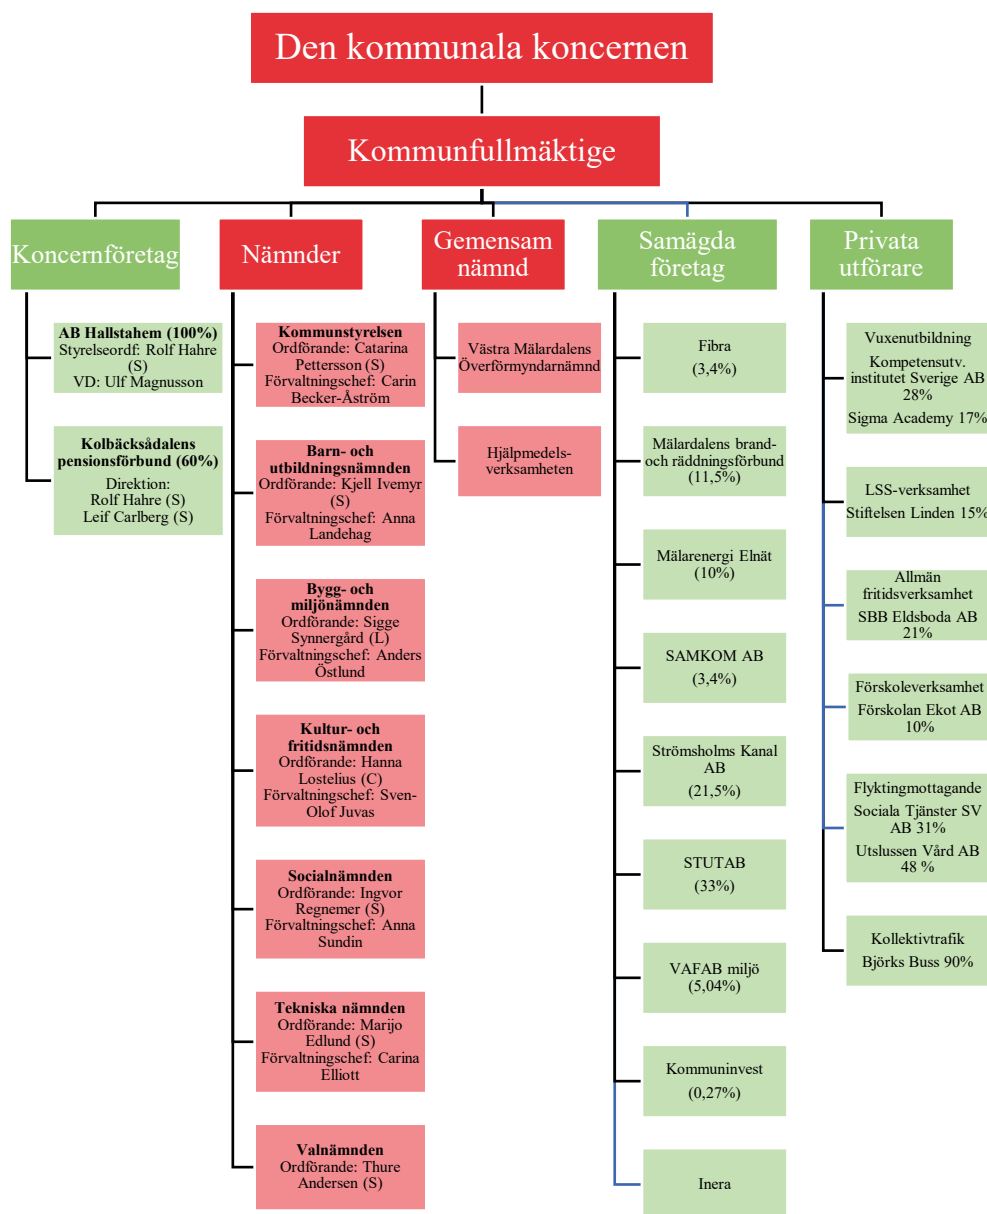 Den kommunala koncernen
Kommunfullmäktige
Koncernföretag
AB Hallstahem (100%)
Styrelseordf: Rolf Hahre
(S)
VD: Ulf Magnusson
Kolbäcksådalens
pensionsförbund (60%)
Direktion:
Rolf Hahre (S)
Leif Carlberg (S)
Nämnder
Kommunstyrelsen
Ordförande: Catarina
Pettersson (S)
Förvaltningschef: Carin
Becker-Åström
Barn- och
utbildningsnämnden
Ordförande: Kjell Ivemyr
(S)
Förvaltningschef: Anna
Landehag
Bygg- och
miljönämnden
Ordförande: Sigge
Synnergård (L)
Förvaltningschef: Anders
Östlund
Kultur- och
fritidsnämnden
Ordförande: Hanna
Lostelius (C)
Förvaltningschef: Sven-
Olof Juvas
Socialnämnden
Ordförande: Ingvor
Regnemer (S)
Förvaltningschef: Anna
Sundin
Tekniska nämnden
Ordförande: Marijo
Edlund (S)
Förvaltningschef: Carina
Elliott
Valnämnden
Ordförande: Thure
Andersen (S)
Gemensam
nämnd
Västra Mälardalens
Överförmyndarnämnd
Hjälpmedels-
verksamheten
Samägda
företag
Fibra
(3,4%)
Mälardalens brand-
och räddningsförbund
(11,5%)
Mälarenergi Elnät
(10%)
SAMKOM AB
(3,4%)
Strömsholms Kanal
AB
(21,5%)
STUTAB
(33%)
VAFAB miljö
(5,04%)
Kommuninvest
(0,27%)
Inera
Privata
utförare
Vuxenutbildning
Kompetensutv.
institutet Sverige AB
28%
Sigma Academy 17%
LSS-verksamhet
Stiftelsen Linden 15%
Allmän
fritidsverksamhet
SBB Eldsboda AB
21%
Förskoleverksamhet
Förskolan Ekot AB
10%
Flyktingmottagande
Sociala Tjänster SV
AB 31%
Utslussen Vård AB
48 %
Kollektivtrafik
Björks Buss 90%